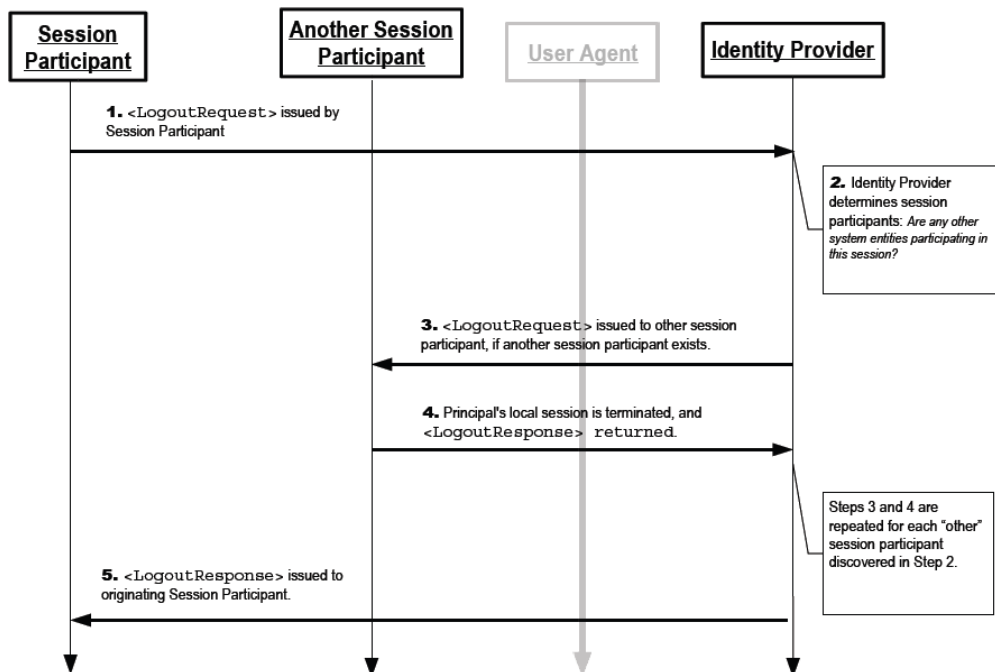 Session
Participant
Another Session
Participant
User Agent
Identity Provider
1. <LogoutRequest> issued by
Session Participant
2. Identity Provider
determines session
participants: Are any other
system entities participating in
this session?
3. <LogoutRequest> issued to other session
participant, if another session participant exists.
4. Principal's local session is terminated, and
<LogoutResponse> returned.
Steps 3 and 4 are
repeated for each “other”
session participant
discovered in Step 2.
5. <LogoutResponse> issued to
originating Session Participant.